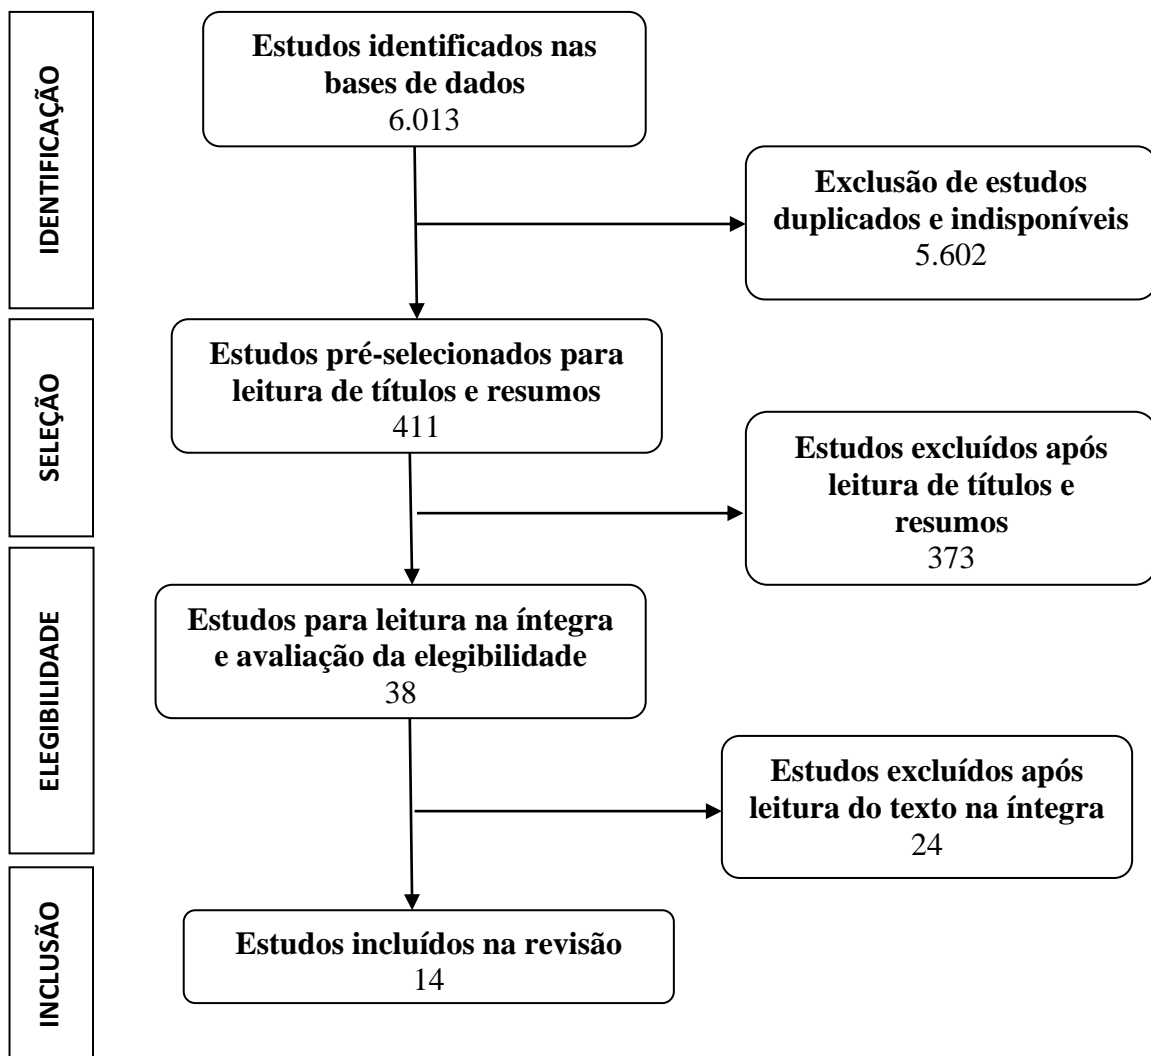 IDENTIFICAÇÃO
Estudos identificados nas
bases de dados
6.013
Exclusão de estudos
duplicados e indisponíveis
5.602
SELEÇÃO
Estudos pré-selecionados para
leitura de títulos e resumos
411
Estudos excluídos após
leitura de títulos e
resumos
373
ELEGIBILIDADE
Estudos para leitura na íntegra
e avaliação da elegibilidade
38
Estudos excluídos após
leitura do texto na íntegra
24
INCLUSÃO
Estudos incluídos na revisão
14